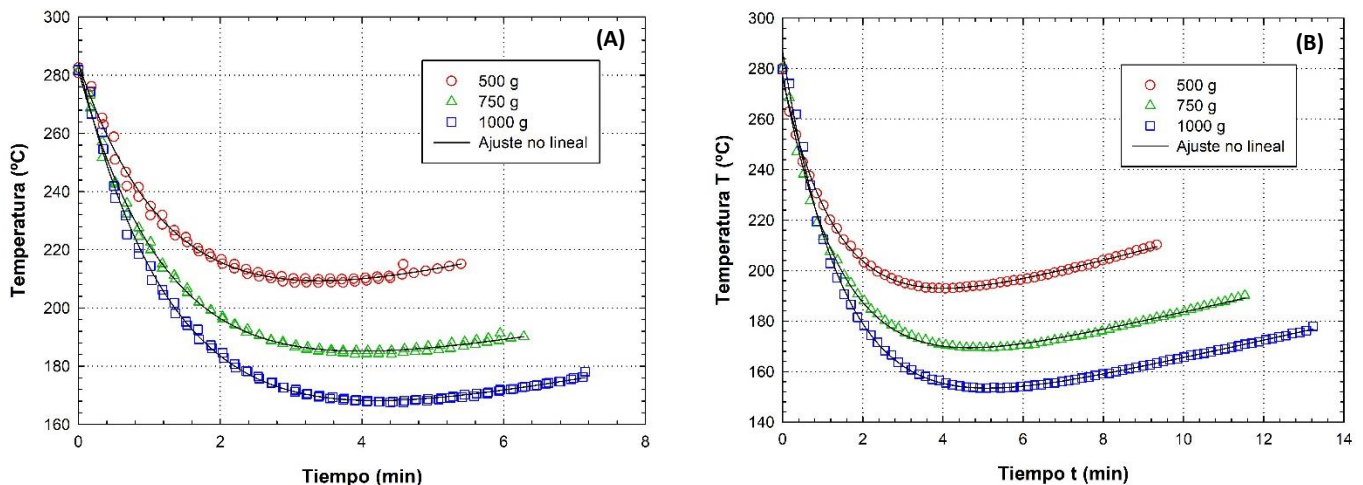 (A)
Temperatura (ºC)
300
280
260
240
220
200
180
160
500 g
750 g
1000 g
Ajuste no lineal
0
2
4
6
8
Tiempo (min)
(B)
Temperatura T (ºC)
300
280
260
240
220
200
180
160
140
500 g
750 g
1000 g
Ajuste no lineal
0
2
4
6
8
10
12
14
Tiempo t (min)